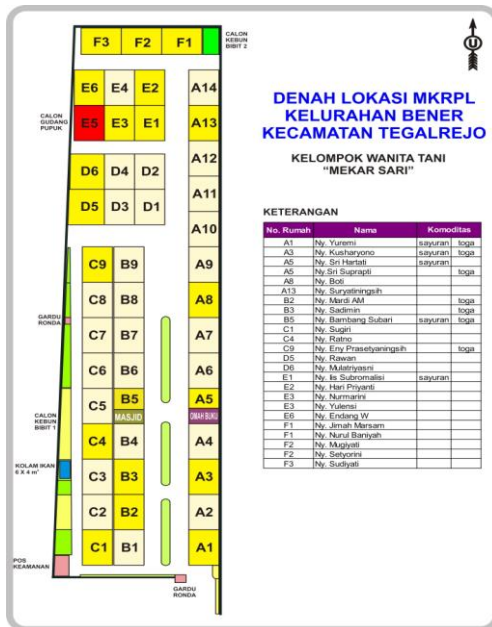 CALON
KEBUN
BIBIT 2
F3 F2 F1
U
E6 E4 E2 A14
CALON
GUDANG
PUPUK
E5 E3 E1 A13
D6 D4 D2 A12
D5 D3 D1 A11
A10
C9 B9 A9
C8 B8 A8
GARDU
RONDA
C7 B7 A7
C6 B6 A6
C5 B5 A5
MASJID OMAH BUKU
CALON
KEBUN
BIBIT 1
C4 B4 A4
KOLAM IKAN
6 X 4 m²
C3 B3 A3
C2 B2 A2
C1 B1 A1
POS
KEAMANAN
GARDU
RONDA
DENAH LOKASI MKRPL
KELURAHAN BENER
KECAMATAN TEGALREJO
KELOMPOK WANITA TANI
"MEKAR SARI"
KETERANGAN
No. Rumah Nama Komoditas
A1 Ny. Yuremi sayuran toga
A3 Ny. Kusharyono sayuran toga
A5 Ny. Sri Hartati sayuran
A5 Ny.Sri Suprapti toga
A8 Ny. Boti
A13 Ny. Suryatiningsih
B2 Ny. Mardi AM toga
B3 Ny. Sadimin toga
B5 Ny. Bambang Subari sayuran toga
C1 Ny. Sugiri
C4 Ny. Ratno
C9 Ny. Eny Prasetyaningsih toga
D5 Ny. Rawan
D6 Ny. Mulatriyasni
E1 Ny. Iis Subromalisi sayuran
E2 Ny. Hari Priyanti
E3 Ny. Nurmarini
E3 Ny. Yulensi
E6 Ny. Endang W
F1 Ny. Jimah Marsam
F1 Ny. Nurul Baniyah
F2 Ny. Mugiyati
F2 Ny. Setyorini
F3 Ny. Sudiyati